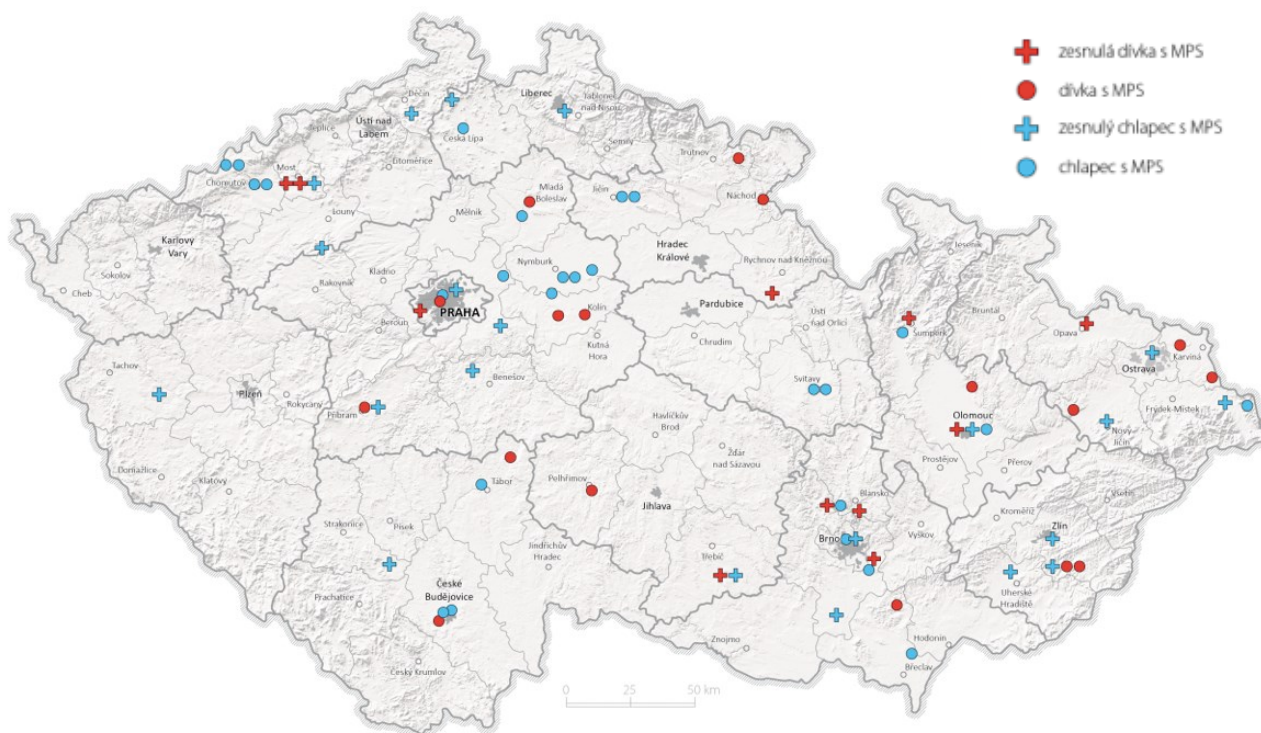 zesnulá dívka s MPS
dívka s MPS
zesnulý chlapec s MPS
chlapec s MPS
Děčín
Liberec
Jablonec
nad Nisou
Ústí nad
Labem
Teplice
Česká Lípa
Semily
Trutnov
Most
Litoměřice
Chomutov
Mladá
Boleslav
Jičín
Náchod
Louny
Mělník
Karlovy
Vary
Hradec
Králové
Jeseník
Sokolov
Kladno
Nymburk
Rychnov nad Kněžnou
Cheb
Rakovník
PRAHA
Kolín
Pardubice
Ústí
nad Orlicí
Bruntál
Šumperk
Opava
Beroun
Kutná
Hora
Chrudim
Karviná
Ostrava
Tachov
Plzeň
Rokycany
Benešov
Svitavy
Frýdek-Místek
Příbram
Havlíčkův
Brod
Olomouc
Nový
Jičín
Žďár
nad Sázavou
Domažlice
Klatovy
Tábor
Pelhřimov
Jihlava
Prostějov
Přerov
Blansko
Vsetín
Strakonice
Písek
Kroměříž
Zlín
Vyškov
Brno
Jindřichův
Hradec
Třebíč
České
Budějovice
Uherské
Hradiště
Prachatice
Znojmo
Hodonín
Český Krumlov
Břeclav
0 25 50 km